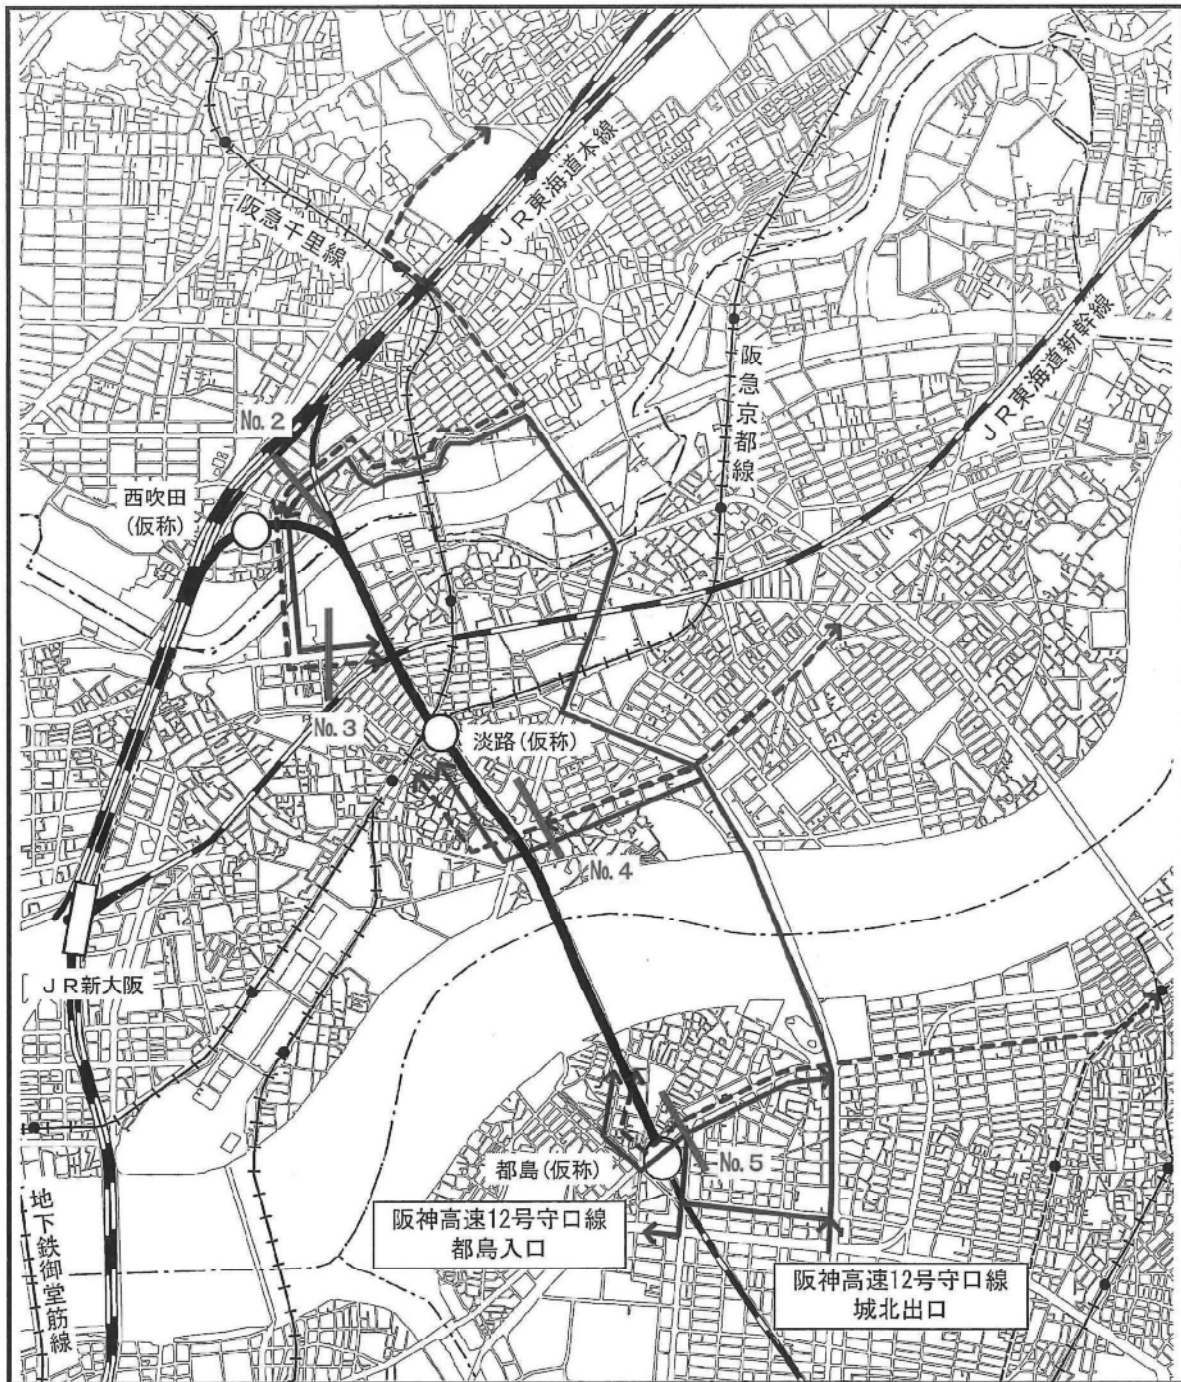 阪急千里線
JR東海道本線
阪急京都線
JR東海道新幹線
No.2
西吹田
(仮称)
No.3
淡路(仮称)
No.4
JR新大阪
都島(仮称)
No.5
阪神高速12号守口線
都島入口
阪神高速12号守口線
城北出口
地下鉄御堂筋線